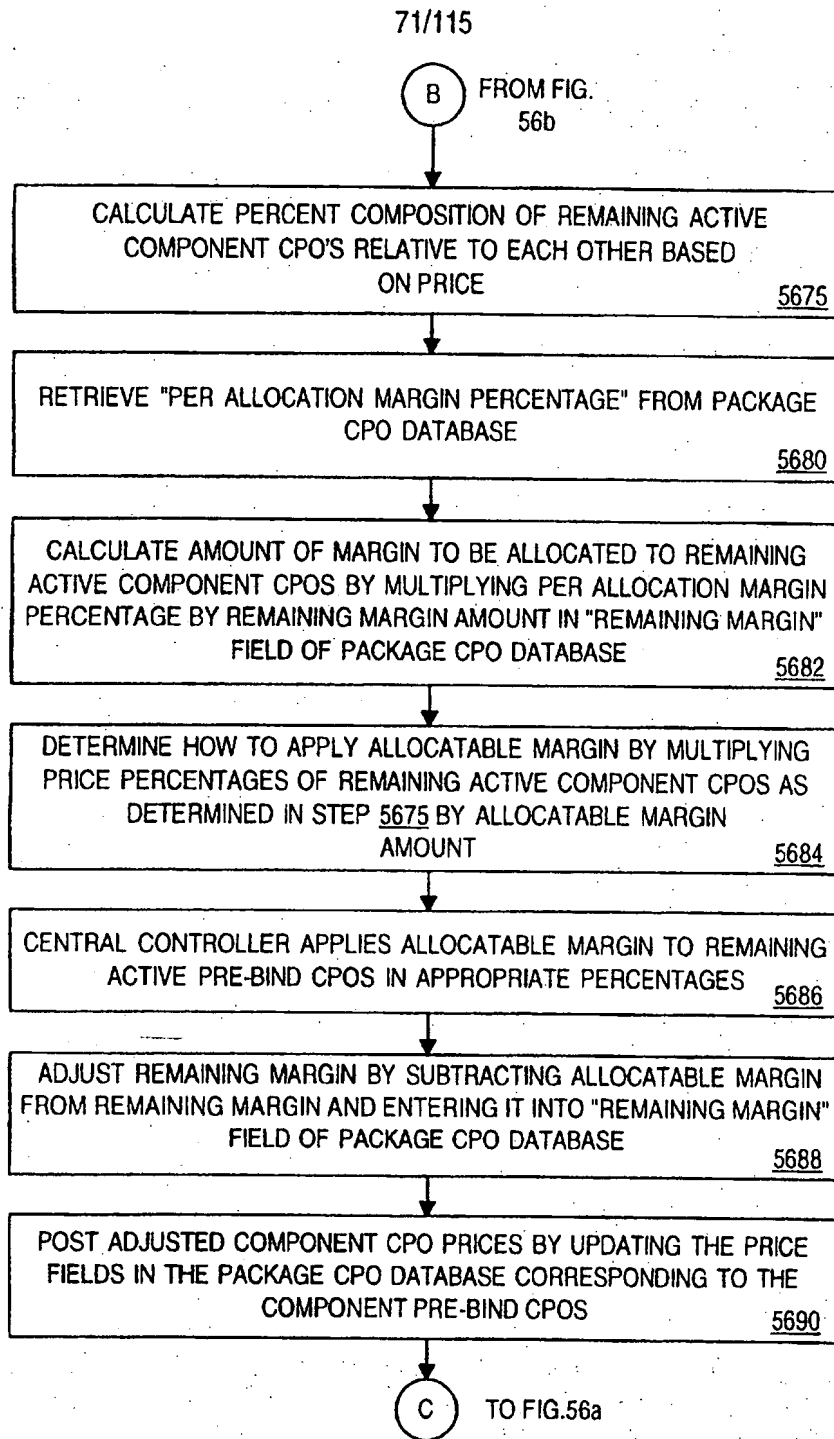 71/115
B FROM FIG.
56b
CALCULATE PERCENT COMPOSITION OF REMAINING ACTIVE
COMPONENT CPO'S RELATIVE TO EACH OTHER BASED
ON PRICE
5675
RETRIEVE "PER ALLOCATION MARGIN PERCENTAGE" FROM PACKAGE
CPO DATABASE
5680
CALCULATE AMOUNT OF MARGIN TO BE ALLOCATED TO REMAINING
ACTIVE COMPONENT CPOS BY MULTIPLYING PER ALLOCATION MARGIN
PERCENTAGE BY REMAINING MARGIN AMOUNT IN "REMAINING MARGIN"
FIELD OF PACKAGE CPO DATABASE
5682
DETERMINE HOW TO APPLY ALLOCATABLE MARGIN BY MULTIPLYING
PRICE PERCENTAGES OF REMAINING ACTIVE COMPONENT CPOS AS
DETERMINED IN STEP 5675 BY ALLOCATABLE MARGIN
AMOUNT
5684
CENTRAL CONTROLLER APPLIES ALLOCATABLE MARGIN TO REMAINING
ACTIVE PRE-BIND CPOS IN APPROPRIATE PERCENTAGES
5686
ADJUST REMAINING MARGIN BY SUBTRACTING ALLOCATABLE MARGIN
FROM REMAINING MARGIN AND ENTERING IT INTO "REMAINING MARGIN"
FIELD OF PACKAGE CPO DATABASE
5688
POST ADJUSTED COMPONENT CPO PRICES BY UPDATING THE PRICE
FIELDS IN THE PACKAGE CPO DATABASE CORRESPONDING TO THE
COMPONENT PRE-BIND CPOS
5690
C TO FIG.56a